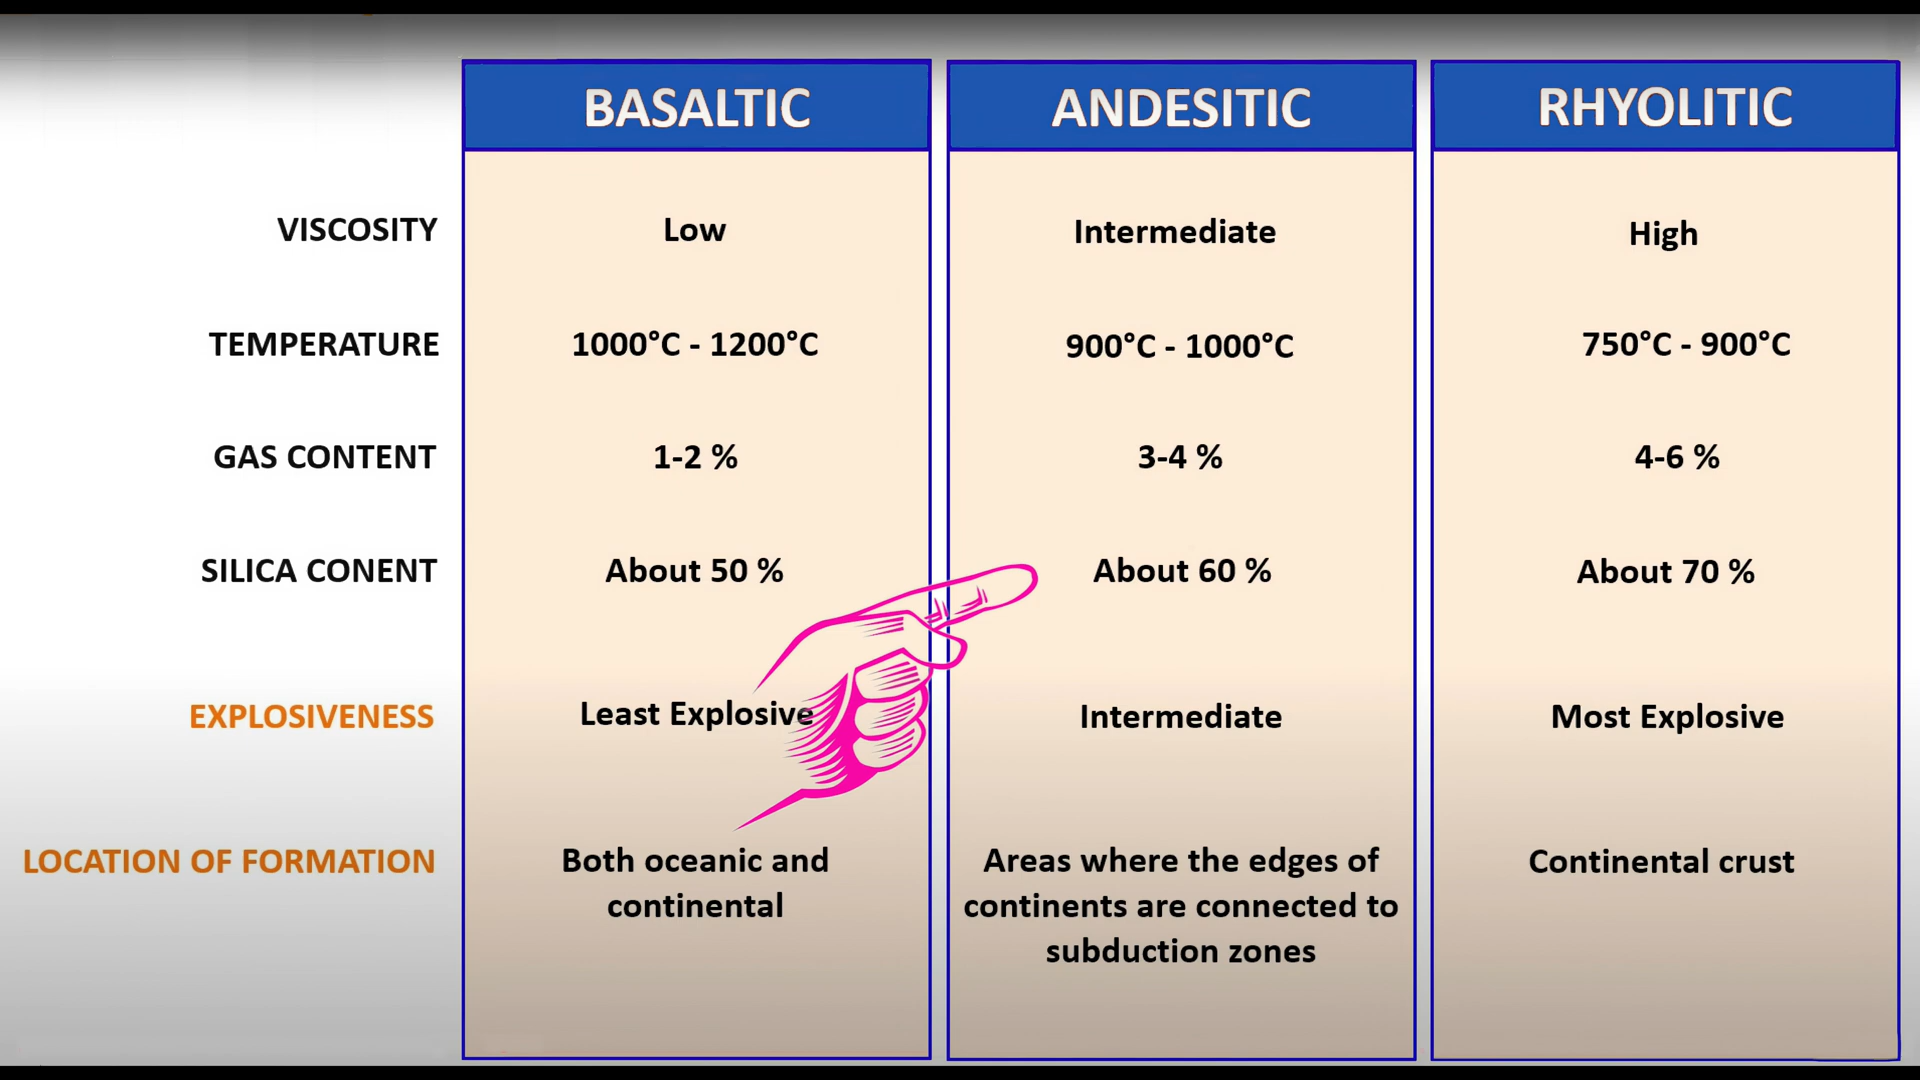 BASALTIC ANDESITIC RHYOLITIC
VISCOSITY Low Intermediate High
TEMPERATURE 1000°C - 1200°C 900°C - 1000°C 750°C - 900°C
GAS CONTENT 1-2 % 3-4 % 4-6 %
SILICA CONENT About 50 % About 60 % About 70 %
EXPLOSIVENESS Least Explosive Intermediate Most Explosive
LOCATION OF FORMATION Both oceanic and Areas where the edges of Continental crust
continental continents are connected to
subduction zones